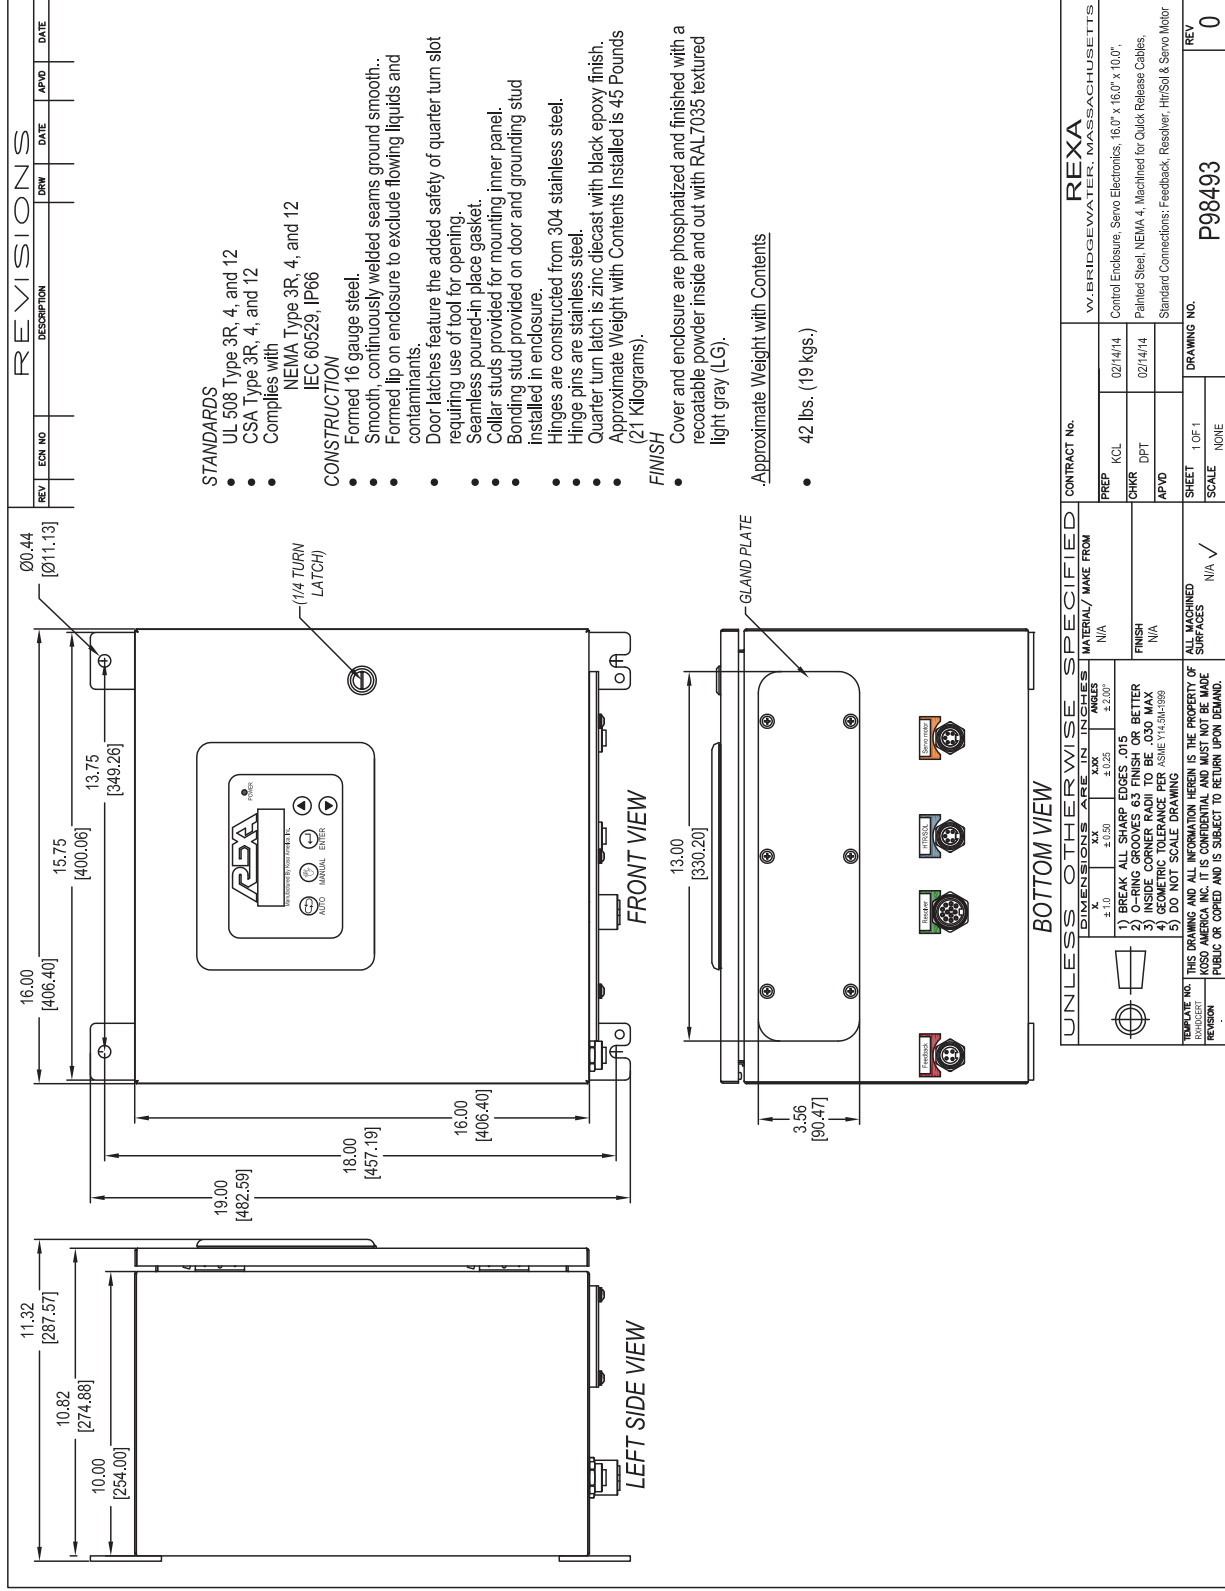 REVISIONS
REV ECN NO DESCRIPTION DRW DATE APVD DATE
11.32
[287.57]
10.82
[274.88]
10.00
[254.00]
LEFT SIDE VIEW
16.00
[406.40]
15.75
[400.06]
13.75
[349.26]
Ø0.44
[Ø11.13]
(1/4 TURN
LATCH)
19.00
[482.59]
18.00
[457.19]
16.00
[406.40]
Manufactured By Koso America Inc.
POWER
AUTO MANUAL ENTER
FRONT VIEW
13.00
[330.20]
3.56
[90.47]
GLAND PLATE
Feedback
Resolver
HTR/SOL
Servo motor
BOTTOM VIEW
STANDARDS
• UL 508 Type 3R, 4, and 12
• CSA Type 3R, 4, and 12
• Complies with
NEMA Type 3R, 4, and 12
IEC 60529, IP66
CONSTRUCTION
• Formed 16 gauge steel.
• Smooth, continuously welded seams ground smooth..
• Formed lip on enclosure to exclude flowing liquids and
contaminants.
• Door latches feature the added safety of quarter turn slot
requiring use of tool for opening.
• Seamless poured-in place gasket.
• Collar studs provided for mounting inner panel.
• Bonding stud provided on door and grounding stud
installed in enclosure.
• Hinges are constructed from 304 stainless steel.
• Hinge pins are stainless steel.
• Quarter turn latch is zinc diecast with black epoxy finish.
• Approximate Weight with Contents Installed is 45 Pounds
(21 Kilograms).
FINISH
• Cover and enclosure are phosphatized and finished with a
recoatable powder inside and out with RAL7035 textured
light gray (LG).
.Approximate Weight with Contents
• 42 lbs. (19 kgs.)
UNLESS OTHERWISE SPECIFIED
DIMENSIONS ARE IN INCHES
X. X.X X.XX ANGLES
± 1.0 ± 0.50 ± 0.25 ± 2.00°
1) BREAK ALL SHARP EDGES .015
2) O-RING GROOVES 63 FINISH OR BETTER
3) INSIDE CORNER RADII TO BE .030 MAX
4) GEOMETRIC TOLERANCE PER ASME Y14.5M-1999
5) DO NOT SCALE DRAWING
MATERIAL/ MAKE FROM
N/A
FINISH
N/A
TEMPLATE NO.
RXHDCERT
REVISION
.
THIS DRAWING AND ALL INFORMATION HEREIN IS THE PROPERTY OF
KOSO AMERICA INC. IT IS CONFIDENTIAL AND MUST NOT BE MADE
PUBLIC OR COPIED AND IS SUBJECT TO RETURN UPON DEMAND.
ALL MACHINED
SURFACES
N/A
CONTRACT No.
PREP KCL 02/14/14
CHKR DPT 02/14/14
APVD
SHEET 1 OF 1
SCALE NONE
REXA
W.BRIDGEWATER, MASSACHUSETTS
Control Enclosure, Servo Electronics, 16.0" x 16.0" x 10.0",
Painted Steel, NEMA 4, Machined for Quick Release Cables,
Standard Connections: Feedback, Resolver, Htr/Sol & Servo Motor
DRAWING NO.
P98493
REV
0